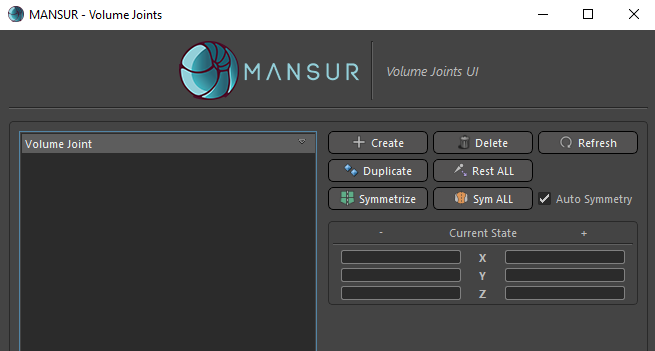 MANSUR - Volume Joints
MANSUR
Volume Joints UI
Volume Joint
Create
Delete
Refresh
Duplicate
Rest ALL
Symmetrize
Sym ALL
Auto Symmetry
- Current State +
X
Y
Z